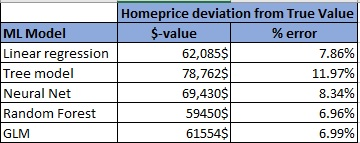 Homeprice deviation from True Value
ML Model $-value % error
Linear regression 62,085$ 7.86%
Tree model 78,762$ 11.97%
Neural Net 69,430$ 8.34%
Random Forest 59450$ 6.96%
GLM 61554$ 6.99%